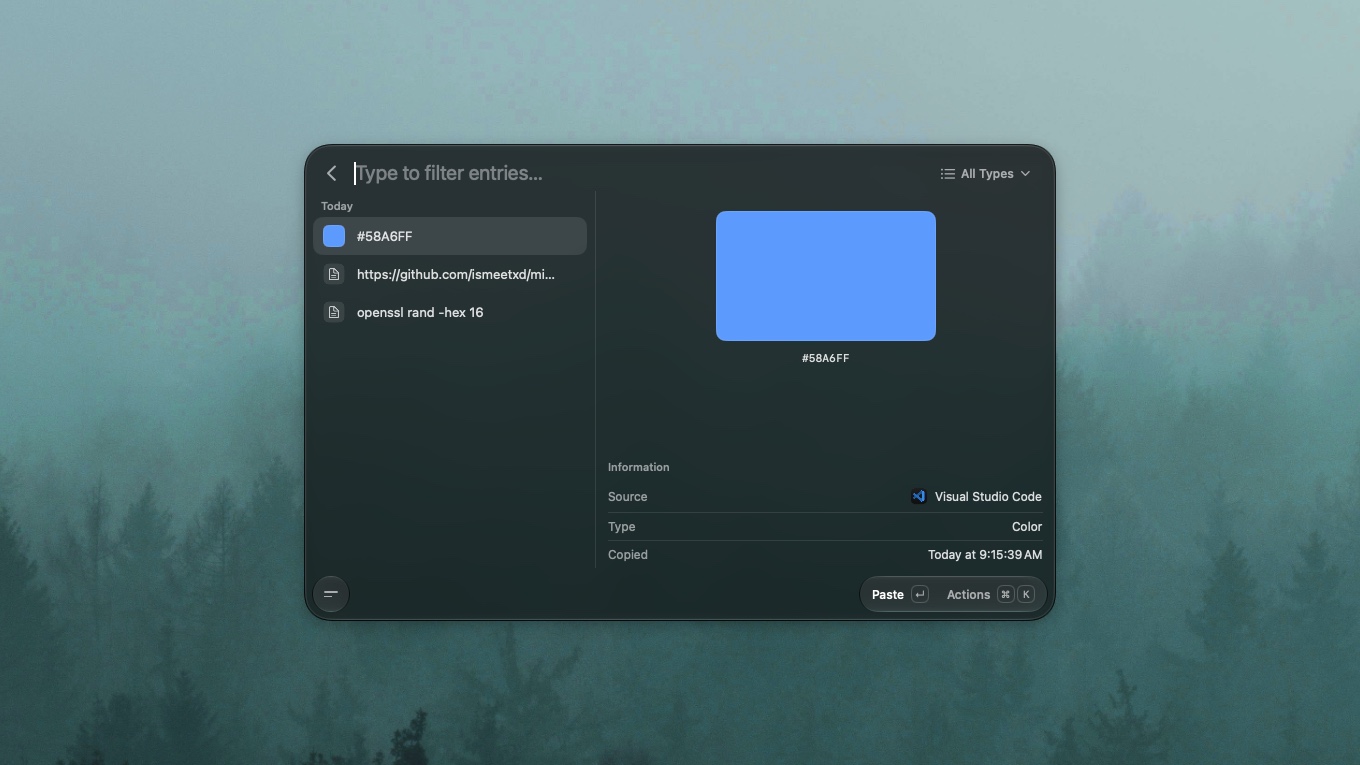 Type to filter entries...
All Types
Today
#58A6FF
https://github.com/ismeetxd/mi...
openssl rand -hex 16
#58A6FF
Information
Source Visual Studio Code
Type Color
Copied Today at 9:15:39 AM
Paste ↵ Actions ⌘ K